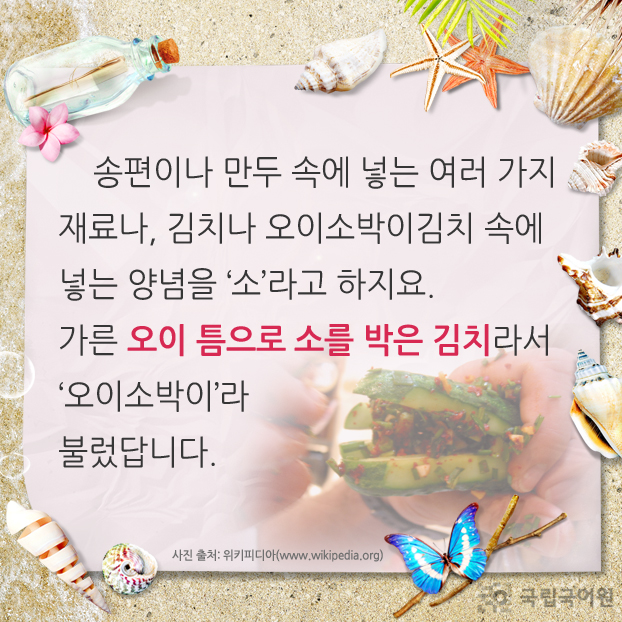 송편이나 만두 속에 넣는 여러 가지
재료나, 김치나 오이소박이김치 속에
넣는 양념을 ‘소’라고 하지요.
가른 오이 틈으로 소를 박은 김치라서
‘오이소박이’라
불렀답니다.
사진 출처: 위키피디아(www.wikipedia.org)
국립국어원